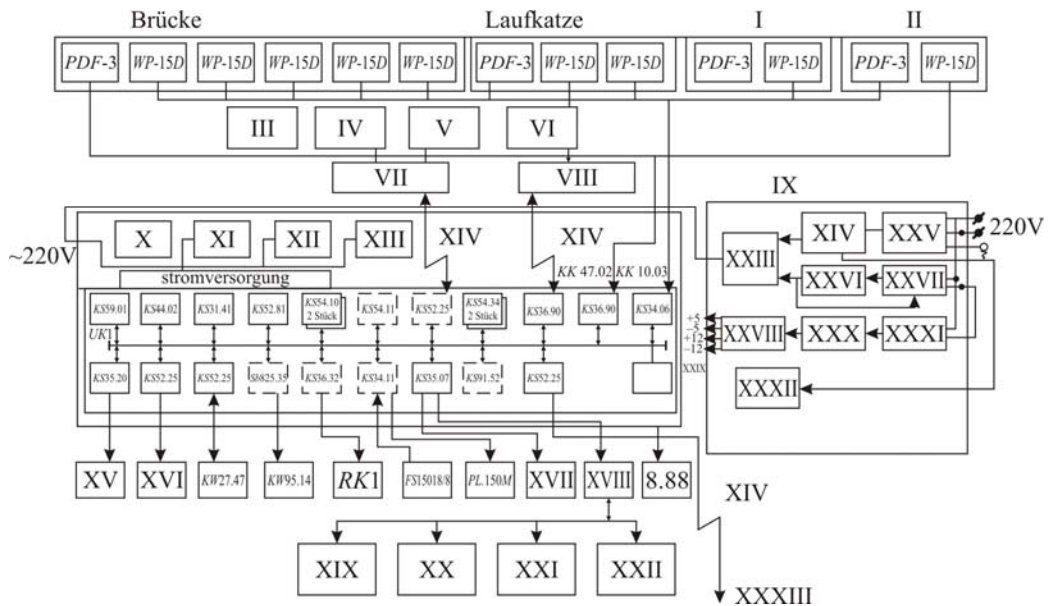 Brücke Laufkatze I II
PDF-3 WP-15D WP-15D WP-15D WP-15D WP-15D PDF-3 WP-15D WP-15D PDF-3 WP-15D PDF-3 WP-15D
III IV V VI
VII VIII IX
X XI XII XIII XIV XIV XXIII XIV XXV 220V
~220V KK 47.02 KK 10.03 XXVI XXVII
stromversorgung
KS59.01 KS44.02 KS31.41 KS52.81 KS54.10 KS54.11 KS52.25 KS54.34 KS36.90 KS36.90 KS34.06
2 Stück 2 Stück
UK1 +5 –5 +12 –12 XXVIII XXX XXXI
XXIX
KS35.20 KS52.25 KS52.25 Sb825.35 KS36.32 KS34.11 KS35.07 KS91.52 KS52.25
XXXII
XV XVI KW27.47 KW95.14 RK1 FS15018/8 PL.150M XVII XVIII 8.88 XIV
XIX XX XXI XXII XXXIII